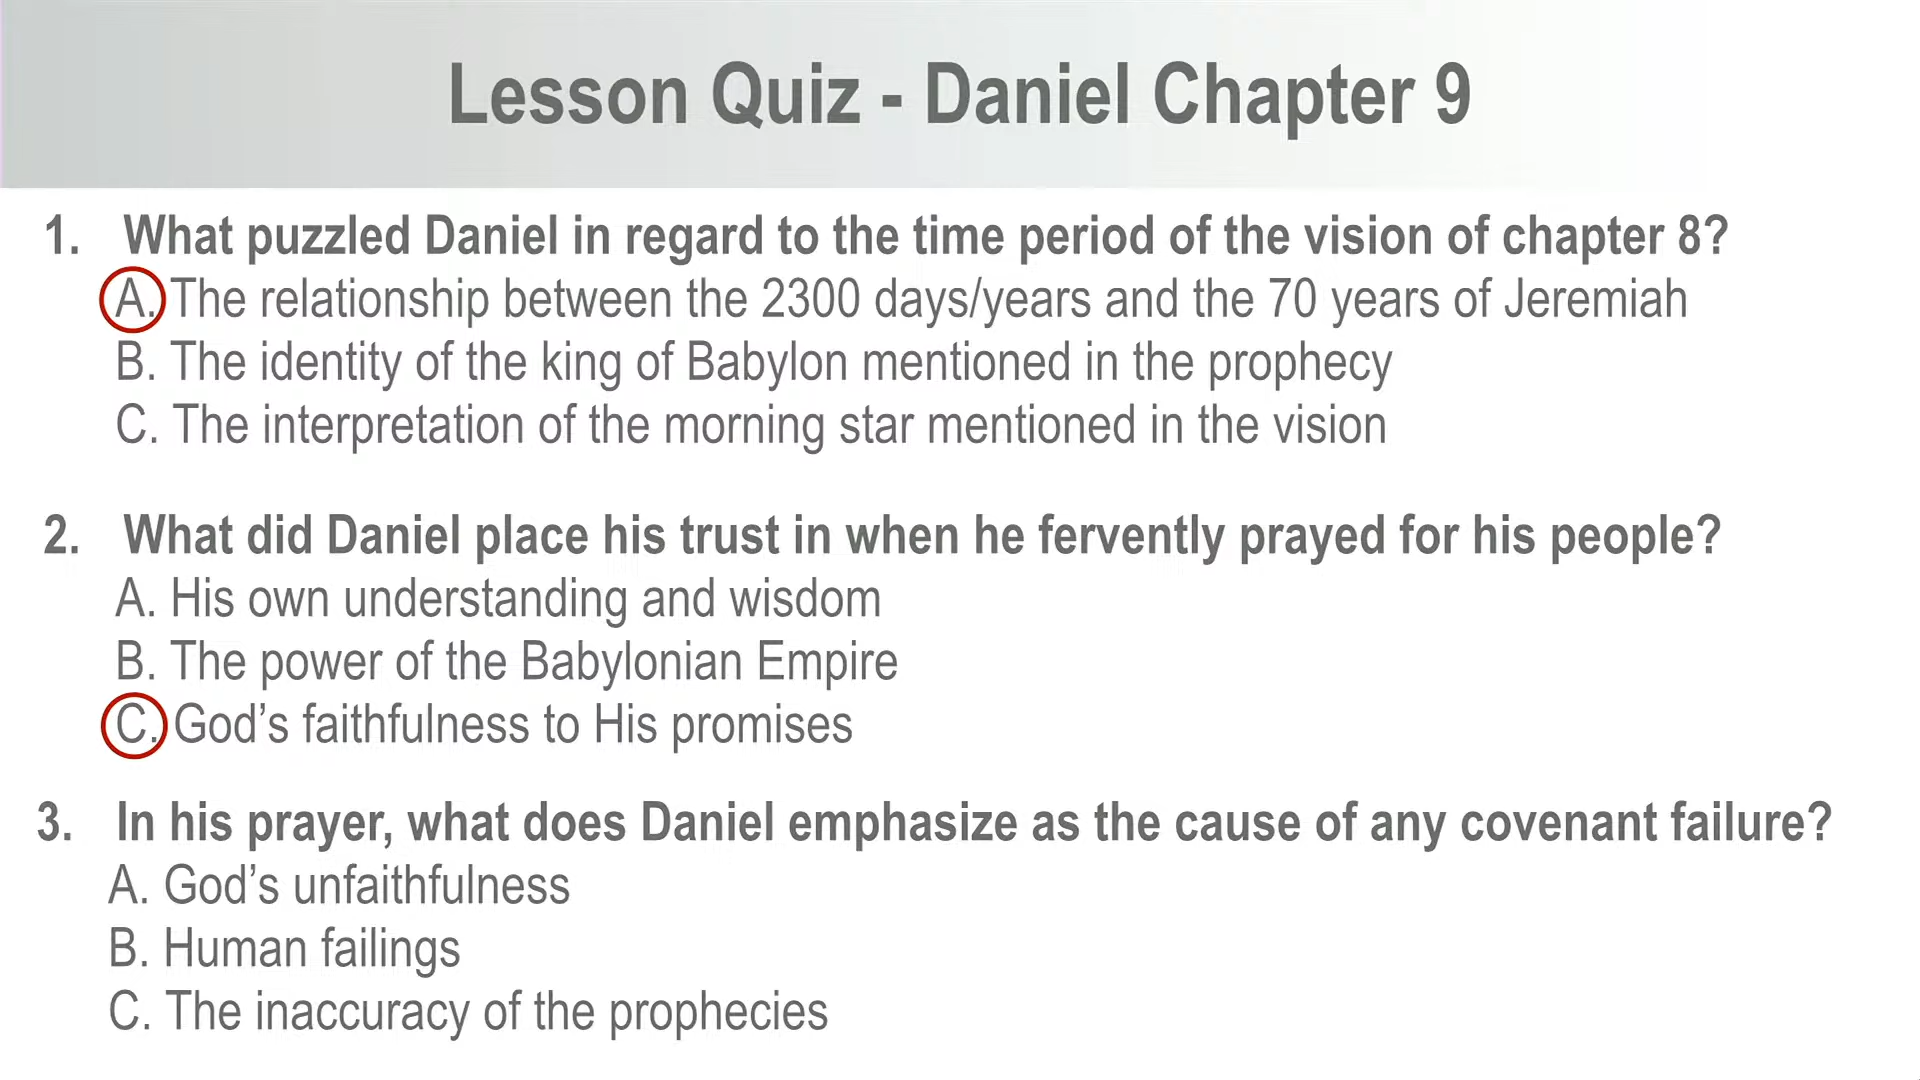 Lesson Quiz - Daniel Chapter 9
1. What puzzled Daniel in regard to the time period of the vision of chapter 8?
A. The relationship between the 2300 days/years and the 70 years of Jeremiah
B. The identity of the king of Babylon mentioned in the prophecy
C. The interpretation of the morning star mentioned in the vision
2. What did Daniel place his trust in when he fervently prayed for his people?
A. His own understanding and wisdom
B. The power of the Babylonian Empire
C. God’s faithfulness to His promises
3. In his prayer, what does Daniel emphasize as the cause of any covenant failure?
A. God’s unfaithfulness
B. Human failings
C. The inaccuracy of the prophecies